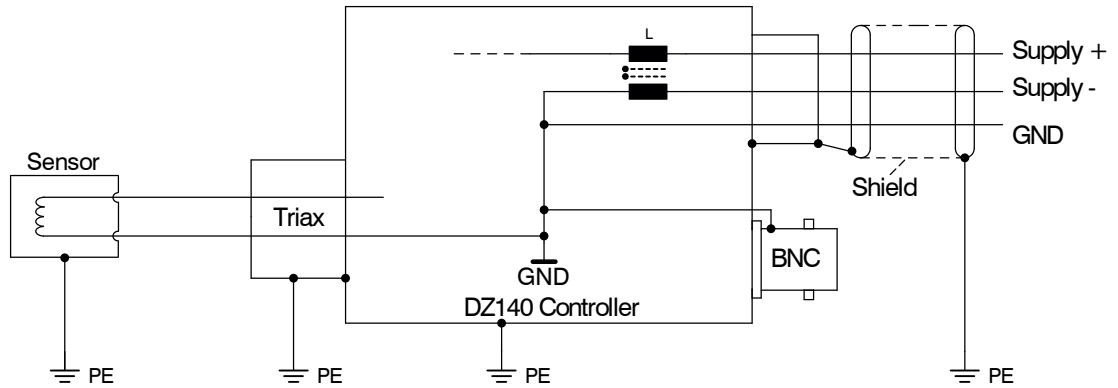 L
Supply +
Supply -
GND
Sensor
Shield
Triax
BNC
GND
DZ140 Controller
PE
PE
PE
PE